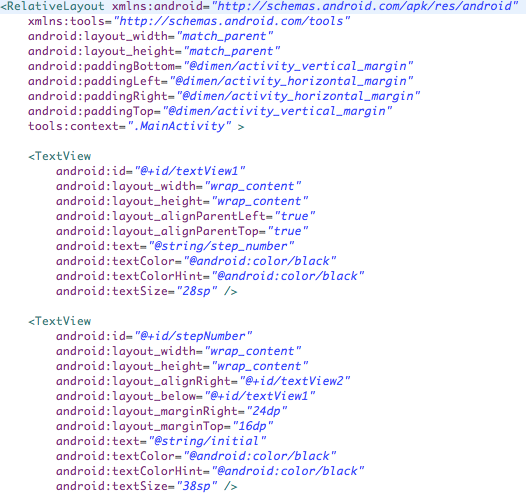 <RelativeLayout xmlns:android="http://schemas.android.com/apk/res/android"
    xmlns:tools="http://schemas.android.com/tools"
    android:layout_width="match_parent"
    android:layout_height="match_parent"
    android:paddingBottom="@dimen/activity_vertical_margin"
    android:paddingLeft="@dimen/activity_horizontal_margin"
    android:paddingRight="@dimen/activity_horizontal_margin"
    android:paddingTop="@dimen/activity_vertical_margin"
    tools:context=".MainActivity" >

    <TextView
        android:id="@+id/textView1"
        android:layout_width="wrap_content"
        android:layout_height="wrap_content"
        android:layout_alignParentLeft="true"
        android:layout_alignParentTop="true"
        android:text="@string/step_number"
        android:textColor="@android:color/black"
        android:textColorHint="@android:color/black"
        android:textSize="28sp" />

    <TextView
        android:id="@+id/stepNumber"
        android:layout_width="wrap_content"
        android:layout_height="wrap_content"
        android:layout_alignRight="@+id/textView2"
        android:layout_below="@+id/textView1"
        android:layout_marginRight="24dp"
        android:layout_marginTop="16dp"
        android:text="@string/initial"
        android:textColor="@android:color/black"
        android:textColorHint="@android:color/black"
        android:textSize="38sp" />